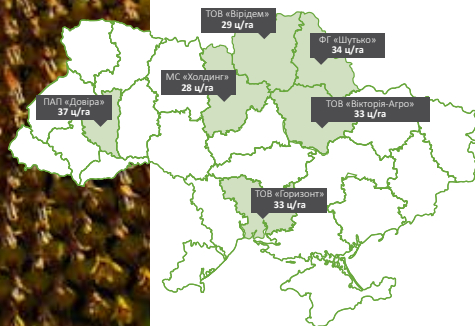 ТОВ «Вірідем»
29 ц/га
ФГ «Шутько»
34 ц/га
МС «Холдинг»
28 ц/га
ПАП «Довіра»
37 ц/га
ТОВ «Вікторія-Агро»
33 ц/га
ТОВ «Горизонт»
33 ц/га